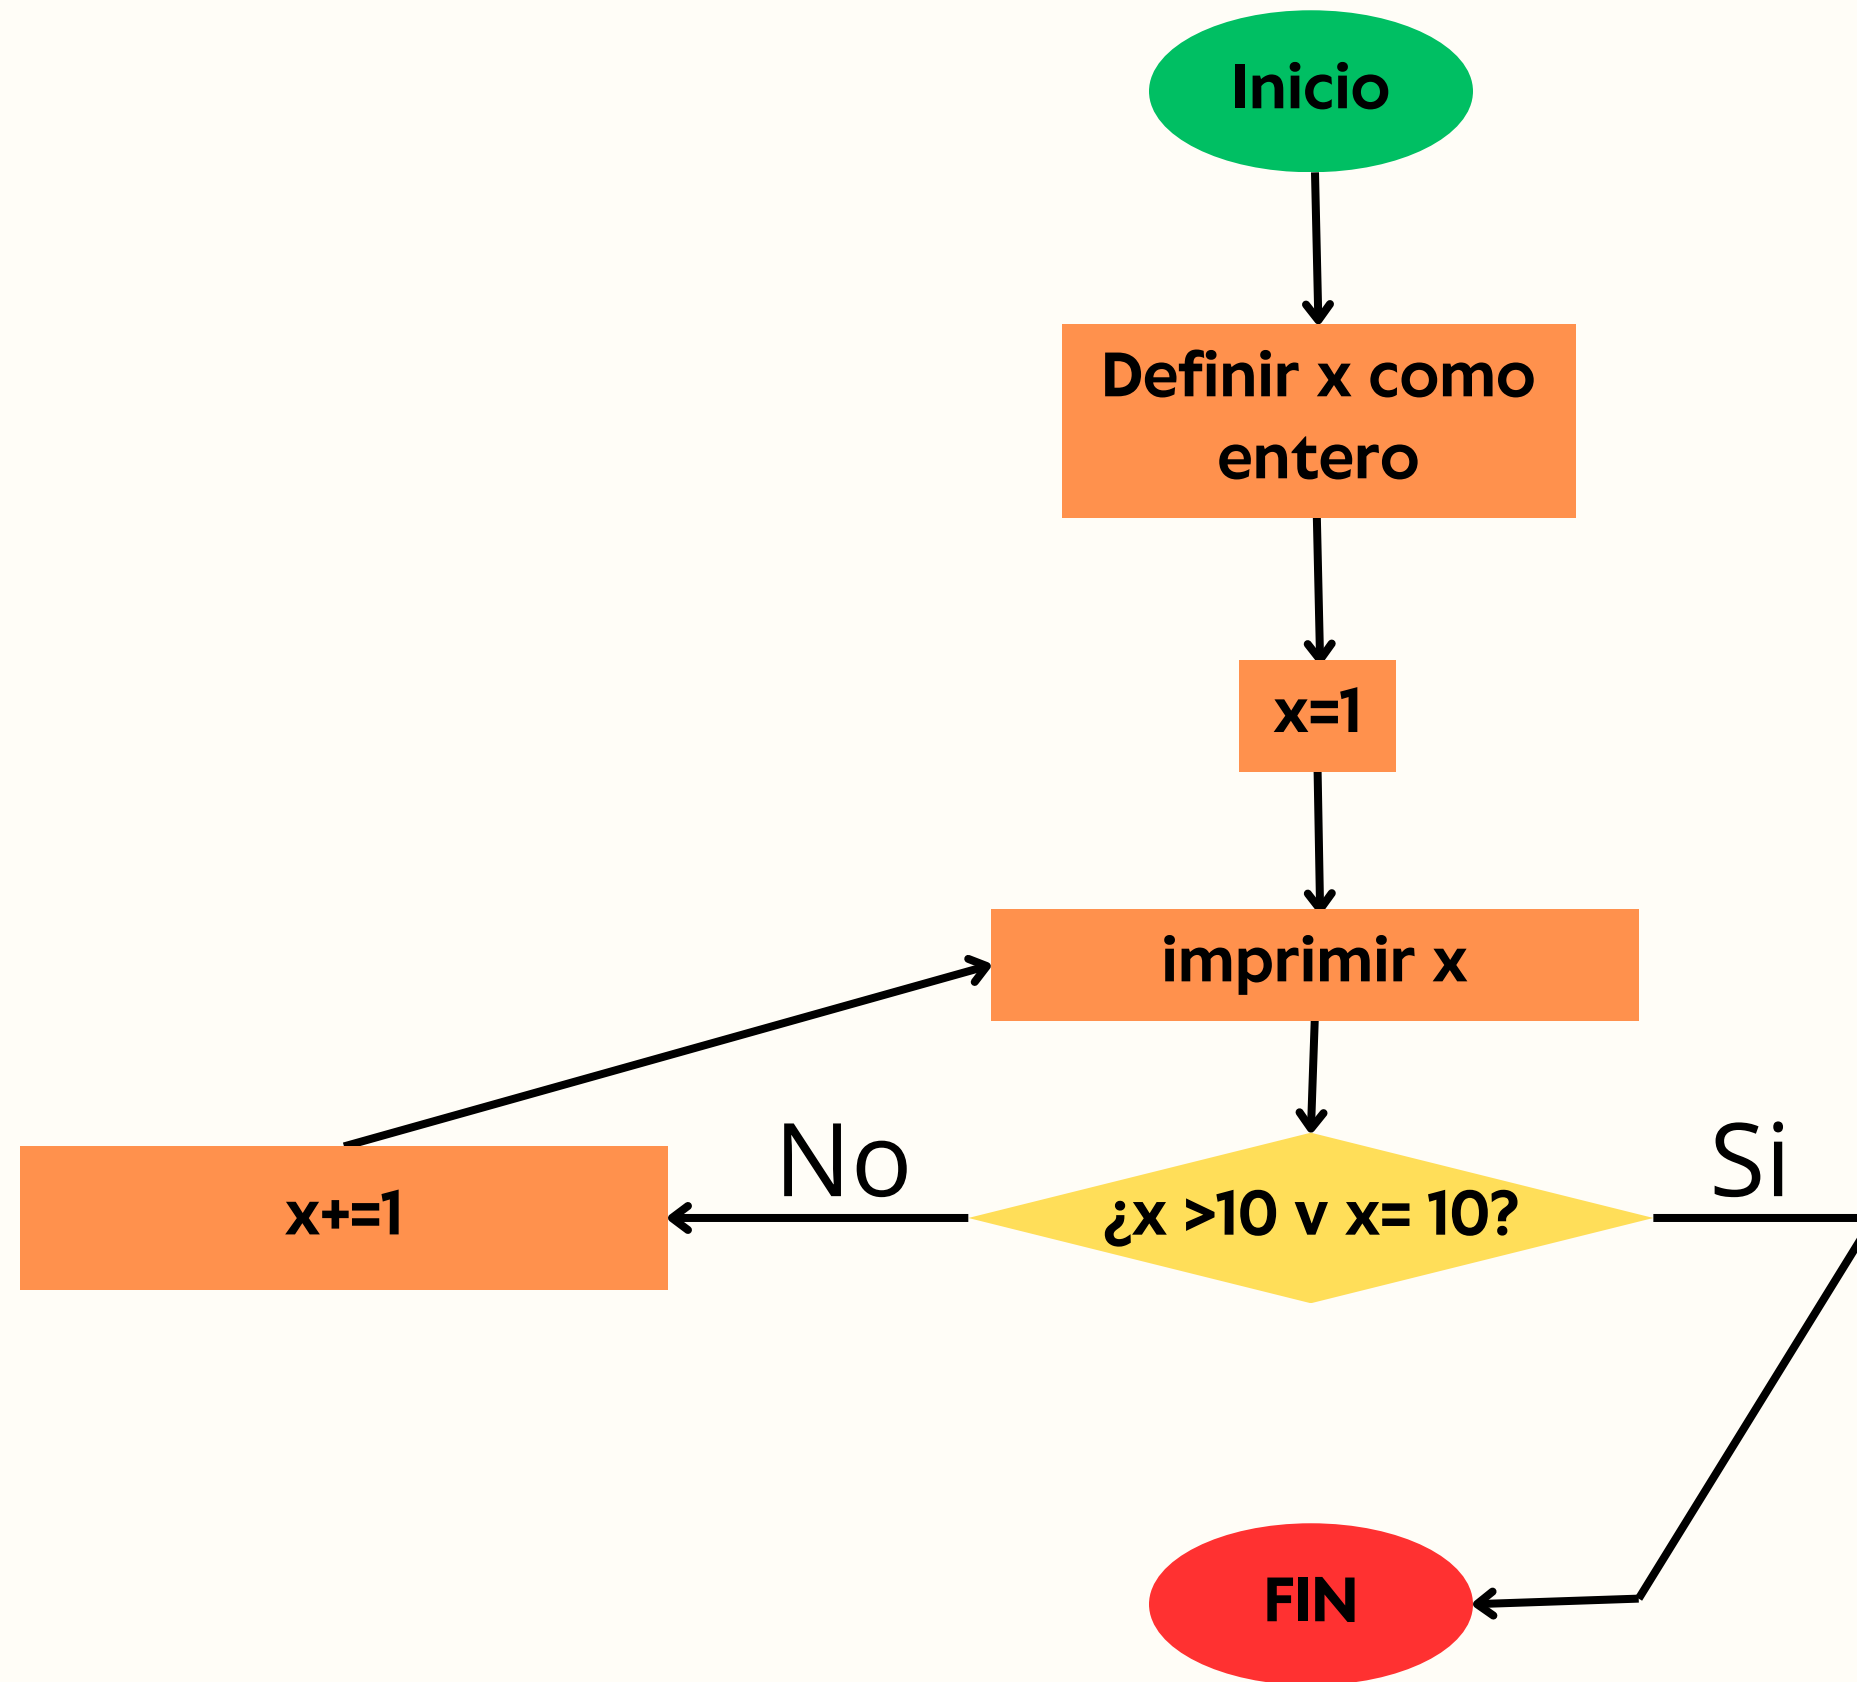 Inicio
Definir x como
entero
x=1
imprimir x
No
Si
x+=1
¿x >10 v x= 10?
FIN